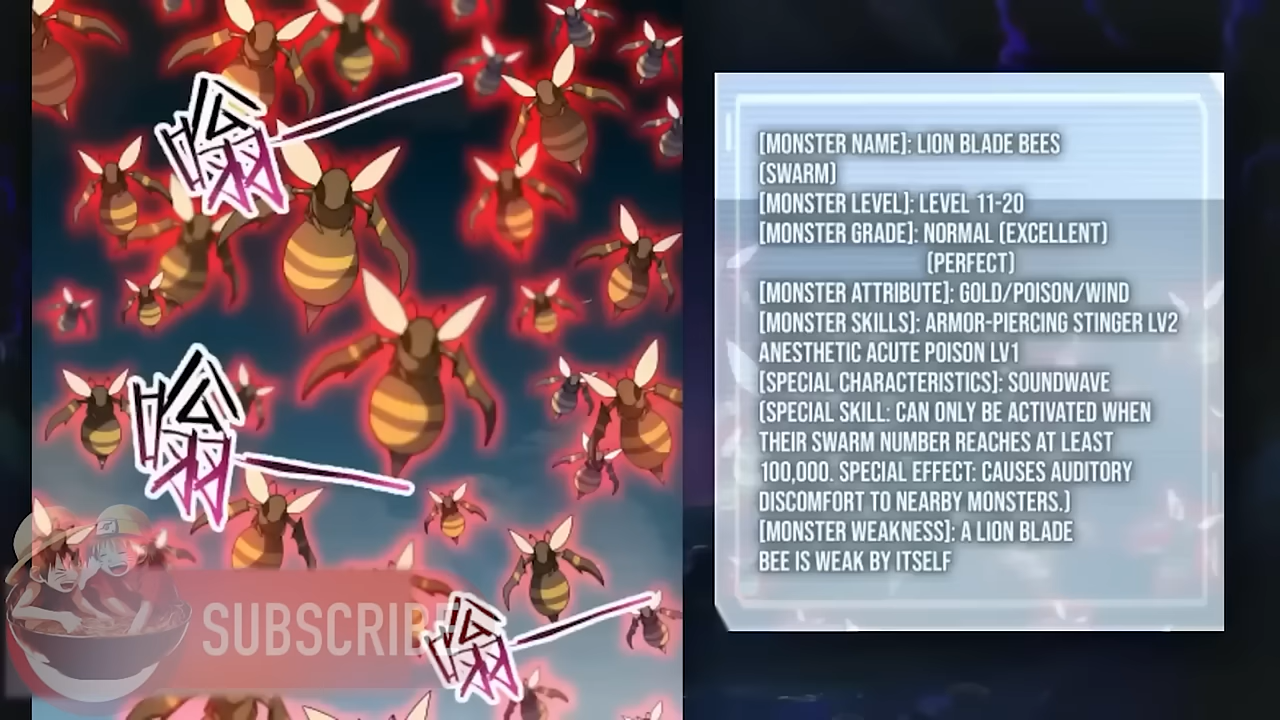 嗡
嗡
SUBSCRIBE
嗡
[MONSTER NAME]: LION BLADE BEES
(SWARM)
[MONSTER LEVEL]: LEVEL 11-20
[MONSTER GRADE]: NORMAL (EXCELLENT)
(PERFECT)
[MONSTER ATTRIBUTE]: GOLD/POISON/WIND
[MONSTER SKILLS]: ARMOR-PIERCING STINGER LV2
ANESTHETIC ACUTE POISON LV1
[SPECIAL CHARACTERISTICS]: SOUNDWAVE
(SPECIAL SKILL: CAN ONLY BE ACTIVATED WHEN
THEIR SWARM NUMBER REACHES AT LEAST
100,000. SPECIAL EFFECT: CAUSES AUDITORY
DISCOMFORT TO NEARBY MONSTERS.)
[MONSTER WEAKNESS]: A LION BLADE
BEE IS WEAK BY ITSELF